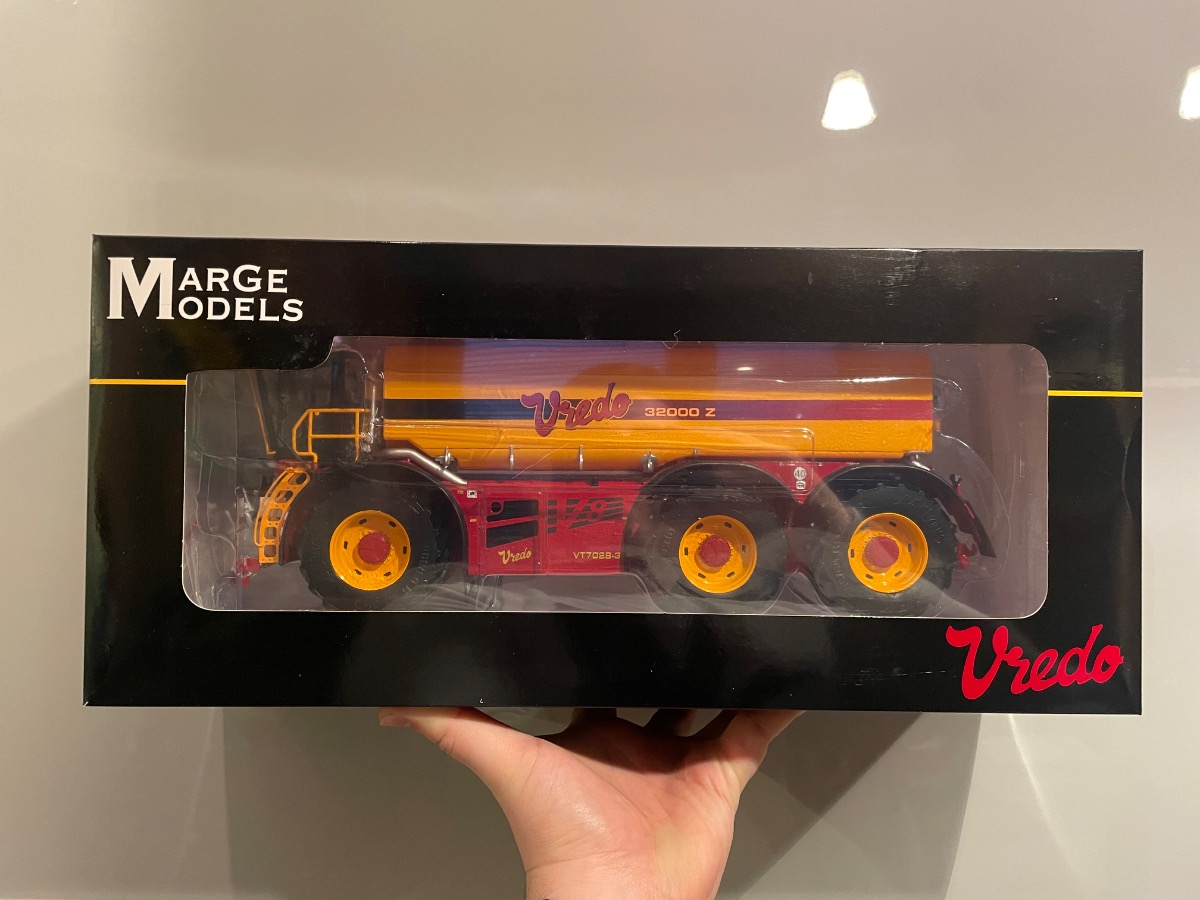 MARGE
MODELS
Vredo 32000 Z
Vredo
VT7028-3
Vredo